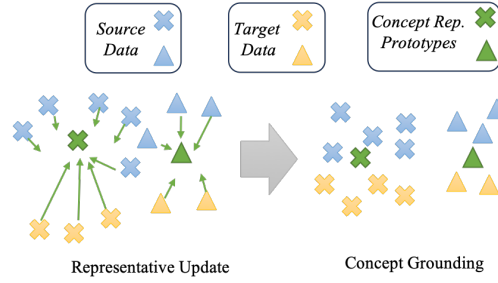 Source
Data
Target
Data
Concept Rep.
Prototypes
Representative Update
Concept Grounding